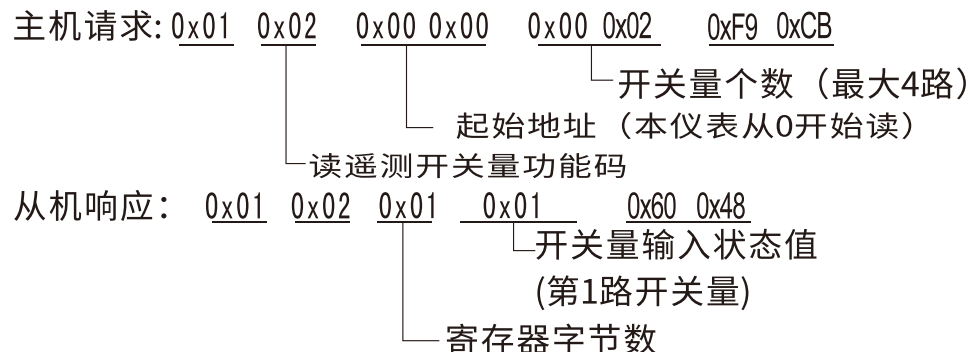 主机请求: 0x01 0x02 0x00 0x00 0x00 0x02 0xF9 0xCB
开关量个数（最大4路）
起始地址（本仪表从0开始读）
读遥测开关量功能码
从机响应： 0x01 0x02 0x01 0x01 0x60 0x48
开关量输入状态值
(第1路开关量)
寄存器字节数